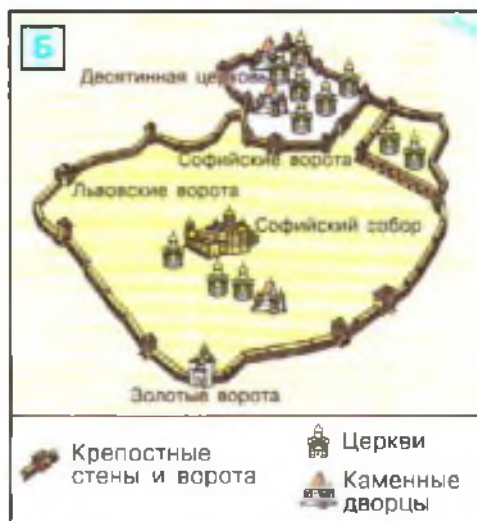 Б
Десятинная церковь
Софийские ворота
Львовские ворота
Софийский собор
Золотые ворота
Крепостные
стены и ворота
Церкви
Каменные
дворцы